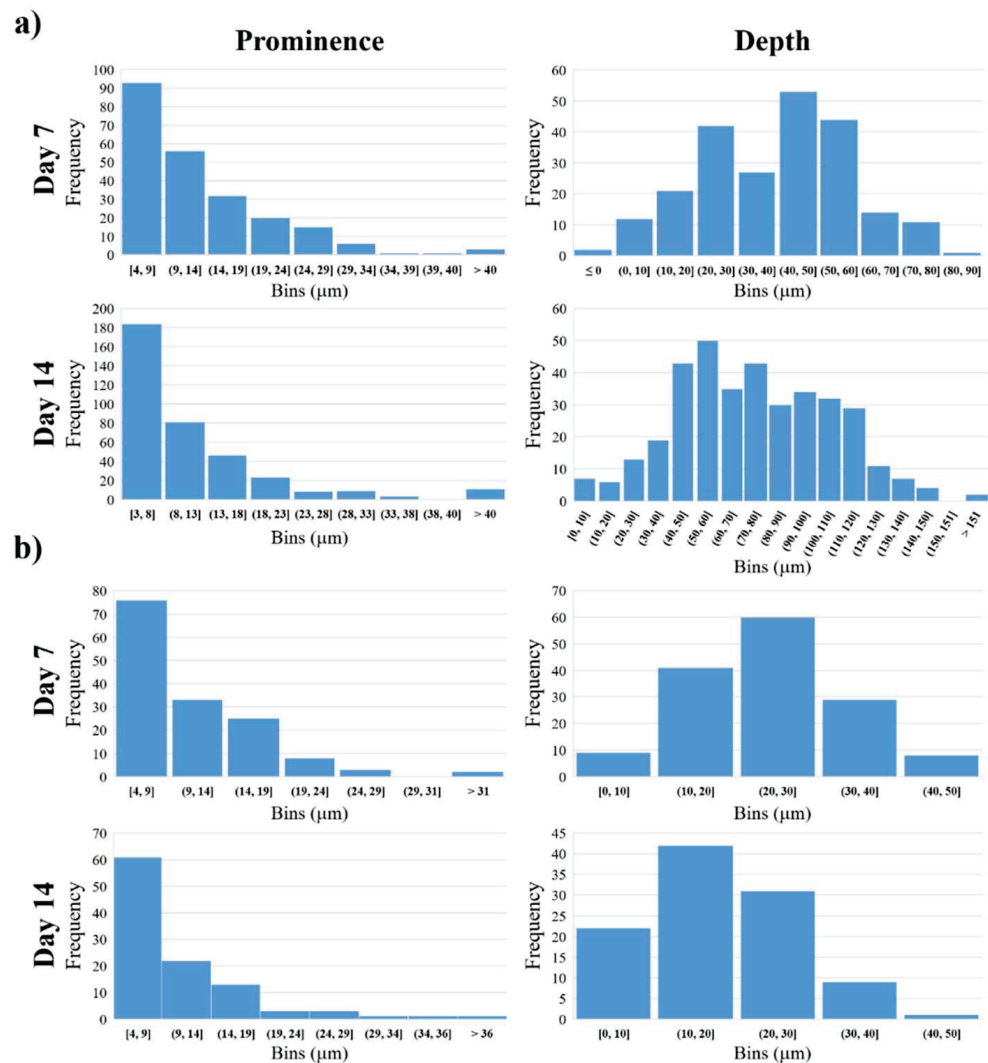 a)
Prominence
Depth
Day 7
Frequency
100
90
80
70
60
50
40
30
20
10
0
[4, 9] (9, 14] (14, 19] (19, 24] (24, 29] (29, 34] (34, 39] (39, 40] > 40
Bins (μm)
Frequency
60
50
40
30
20
10
0
≤ 0 (0, 10] (10, 20] (20, 30] (30, 40] (40, 50] (50, 60] (60, 70] (70, 80] (80, 90]
Bins (μm)
Day 14
Frequency
200
180
160
140
120
100
80
60
40
20
0
[3, 8] (8, 13] (13, 18] (18, 23] (23, 28] (28, 33] (33, 38] (38, 40] > 40
Bins (μm)
Frequency
60
50
40
30
20
10
0
[0, 10] (10, 20] (20, 30] (30, 40] (40, 50] (50, 60] (60, 70] (70, 80] (80, 90] (90, 100] (100, 110] (110, 120] (120, 130] (130, 140] (140, 150] (150, 151] > 151
Bins (μm)
b)
Day 7
Frequency
80
70
60
50
40
30
20
10
0
[4, 9] (9, 14] (14, 19] (19, 24] (24, 29] (29, 31] > 31
Bins (μm)
Frequency
70
60
50
40
30
20
10
0
[0, 10] (10, 20] (20, 30] (30, 40] (40, 50]
Bins (μm)
Day 14
Frequency
70
60
50
40
30
20
10
0
[4, 9] (9, 14] (14, 19] (19, 24] (24, 29] (29, 34] (34, 36] > 36
Bins (μm)
Frequency
45
40
35
30
25
20
15
10
5
0
[0, 10] (10, 20] (20, 30] (30, 40] (40, 50]
Bins (μm)